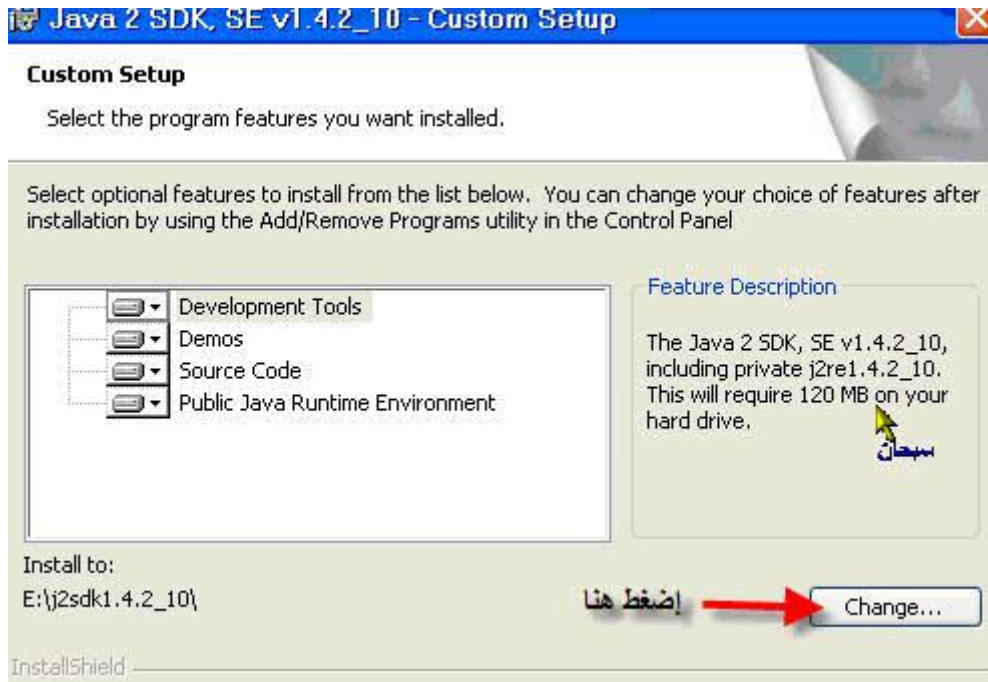 Java 2 SDK, SE v1.4.2_10 - Custom Setup
Custom Setup
Select the program features you want installed.
Select optional features to install from the list below. You can change your choice of features after
installation by using the Add/Remove Programs utility in the Control Panel
Development Tools
Demos
Source Code
Public Java Runtime Environment
Feature Description
The Java 2 SDK, SE v1.4.2_10,
including private j2re1.4.2_10.
This will require 120 MB on your
hard drive.
سبحان
Install to:
E:\j2sdk1.4.2_10\
إضغط هنا
Change...
InstallShield